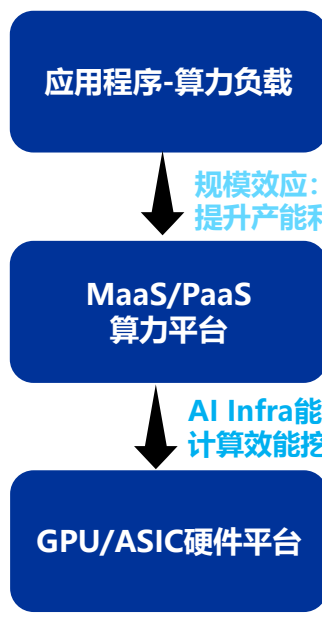 应用程序-算力负载
规模效应：
提升产能利
MaaS/PaaS
算力平台
AI Infra能
计算效能挖
GPU/ASIC硬件平台